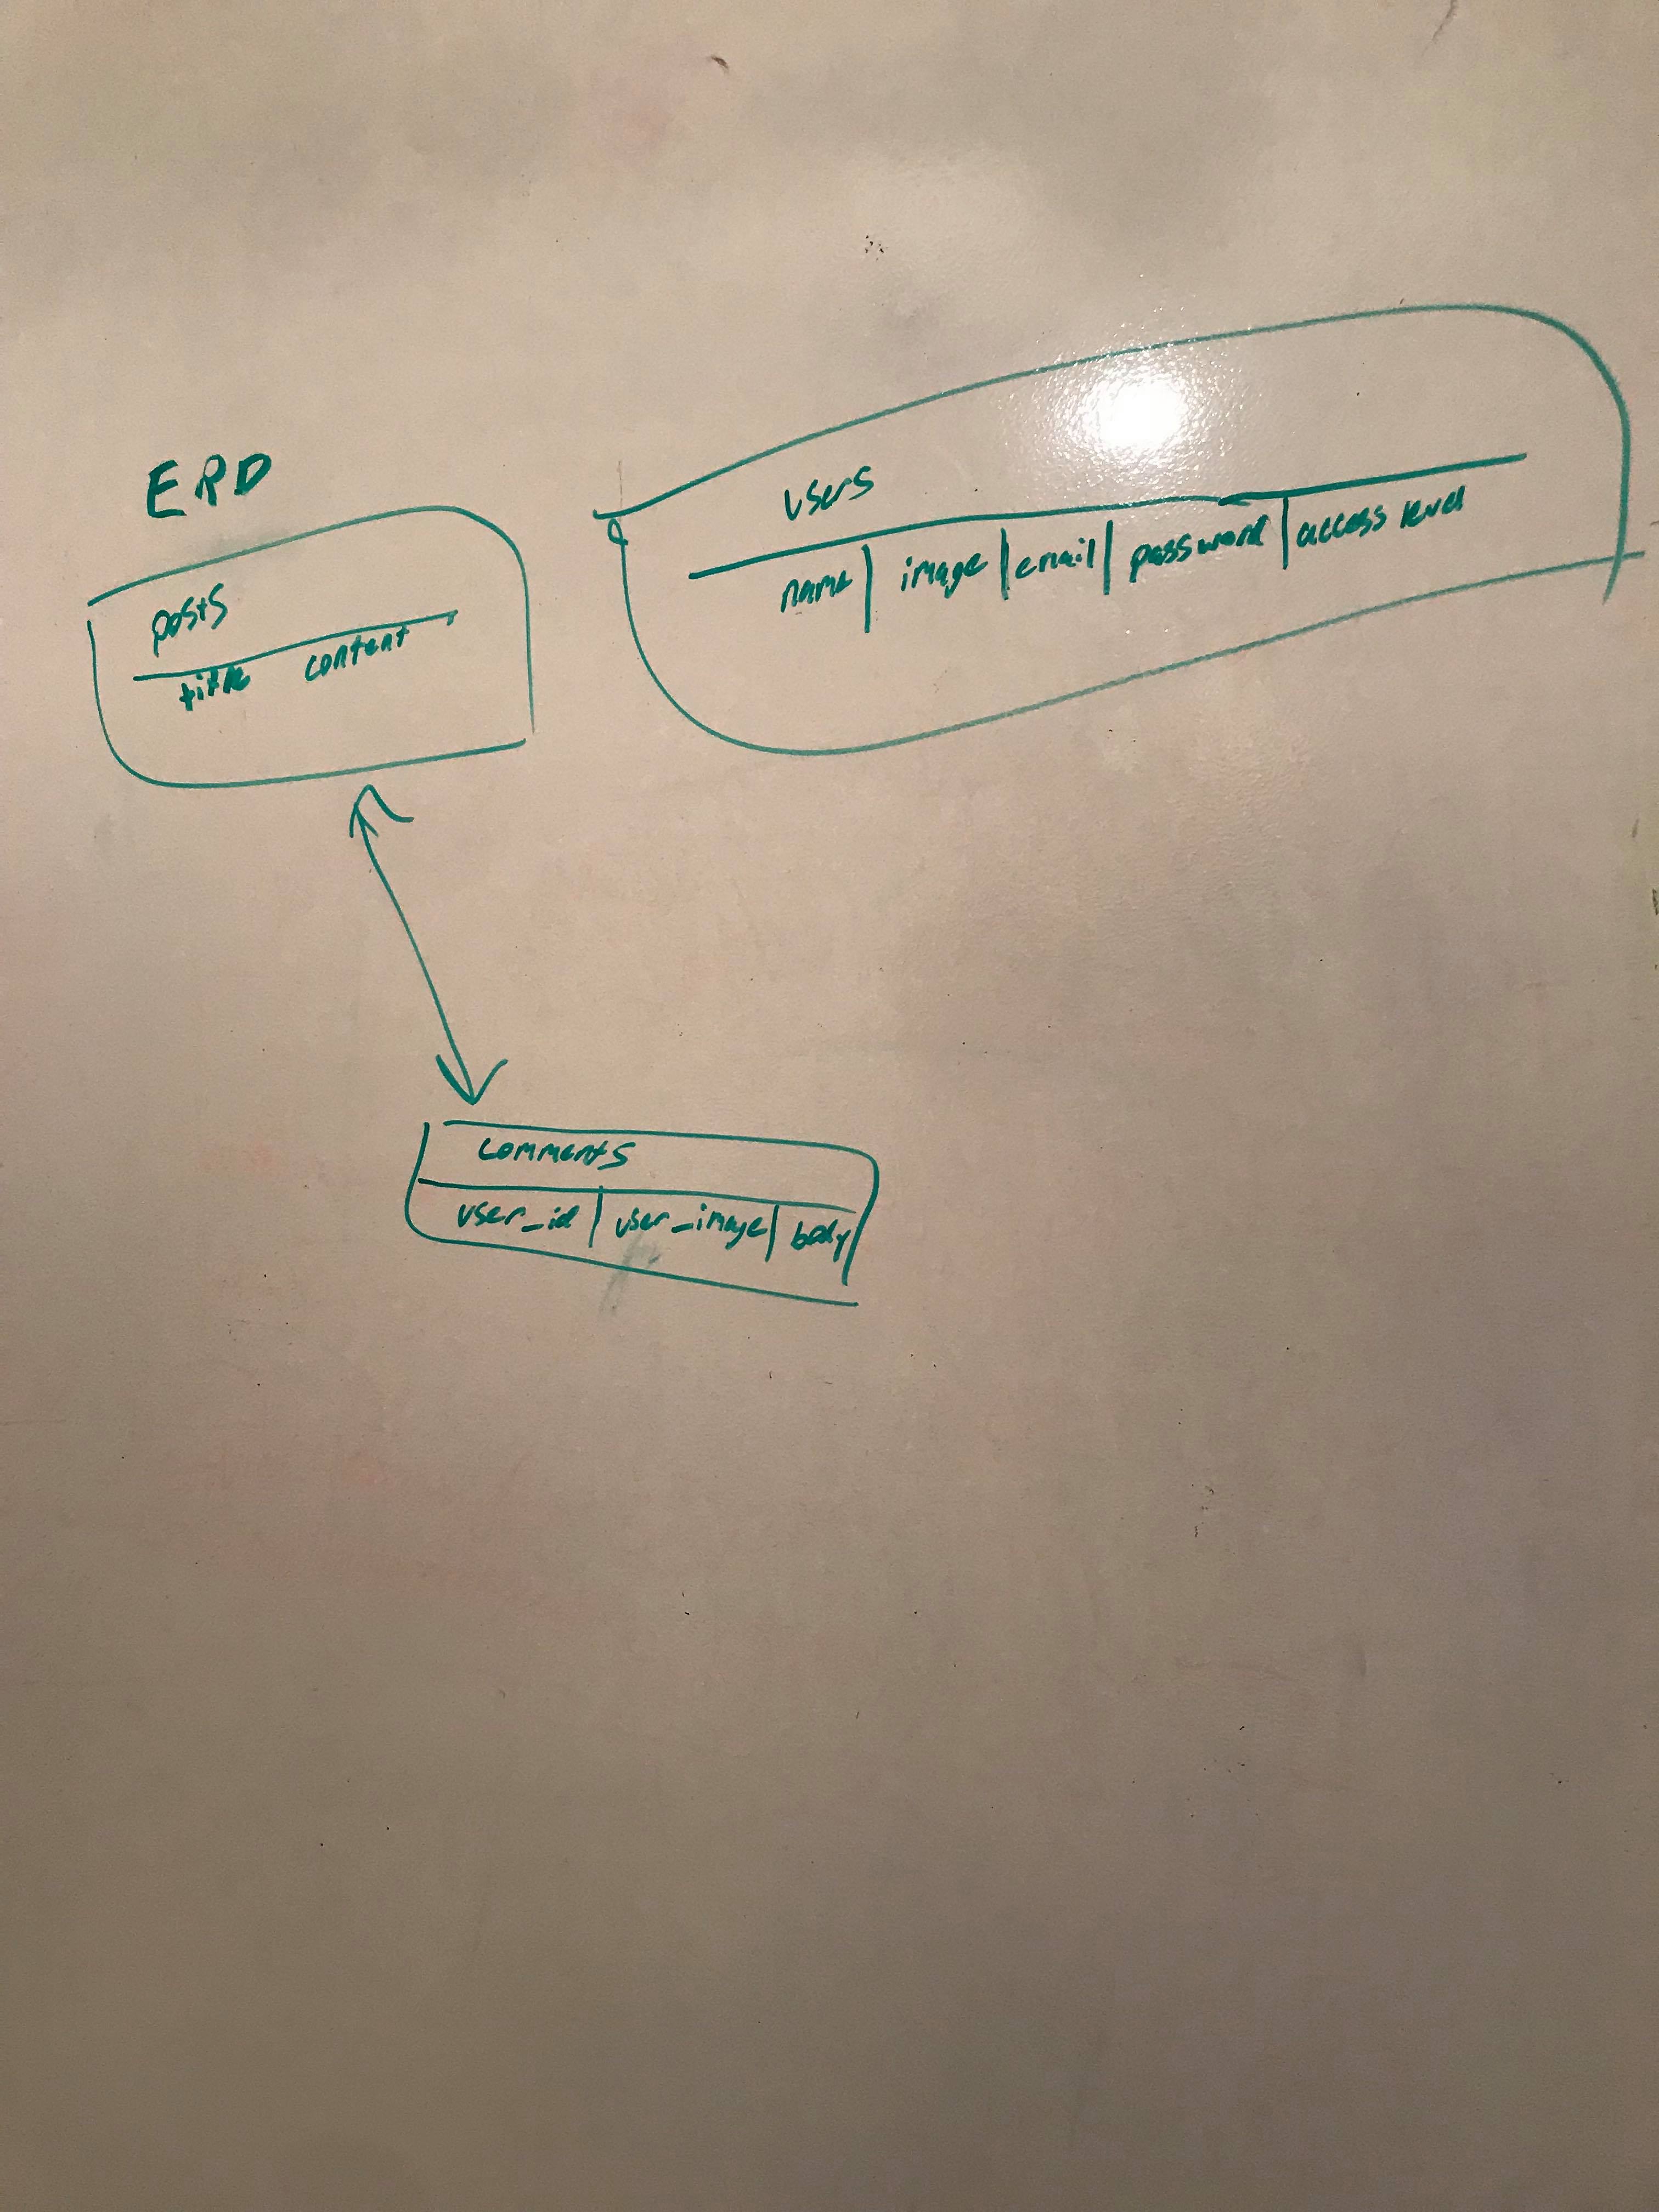 ERD
posts
title content
users
name | image | email | password | access level
comments
user_id | user_image | body